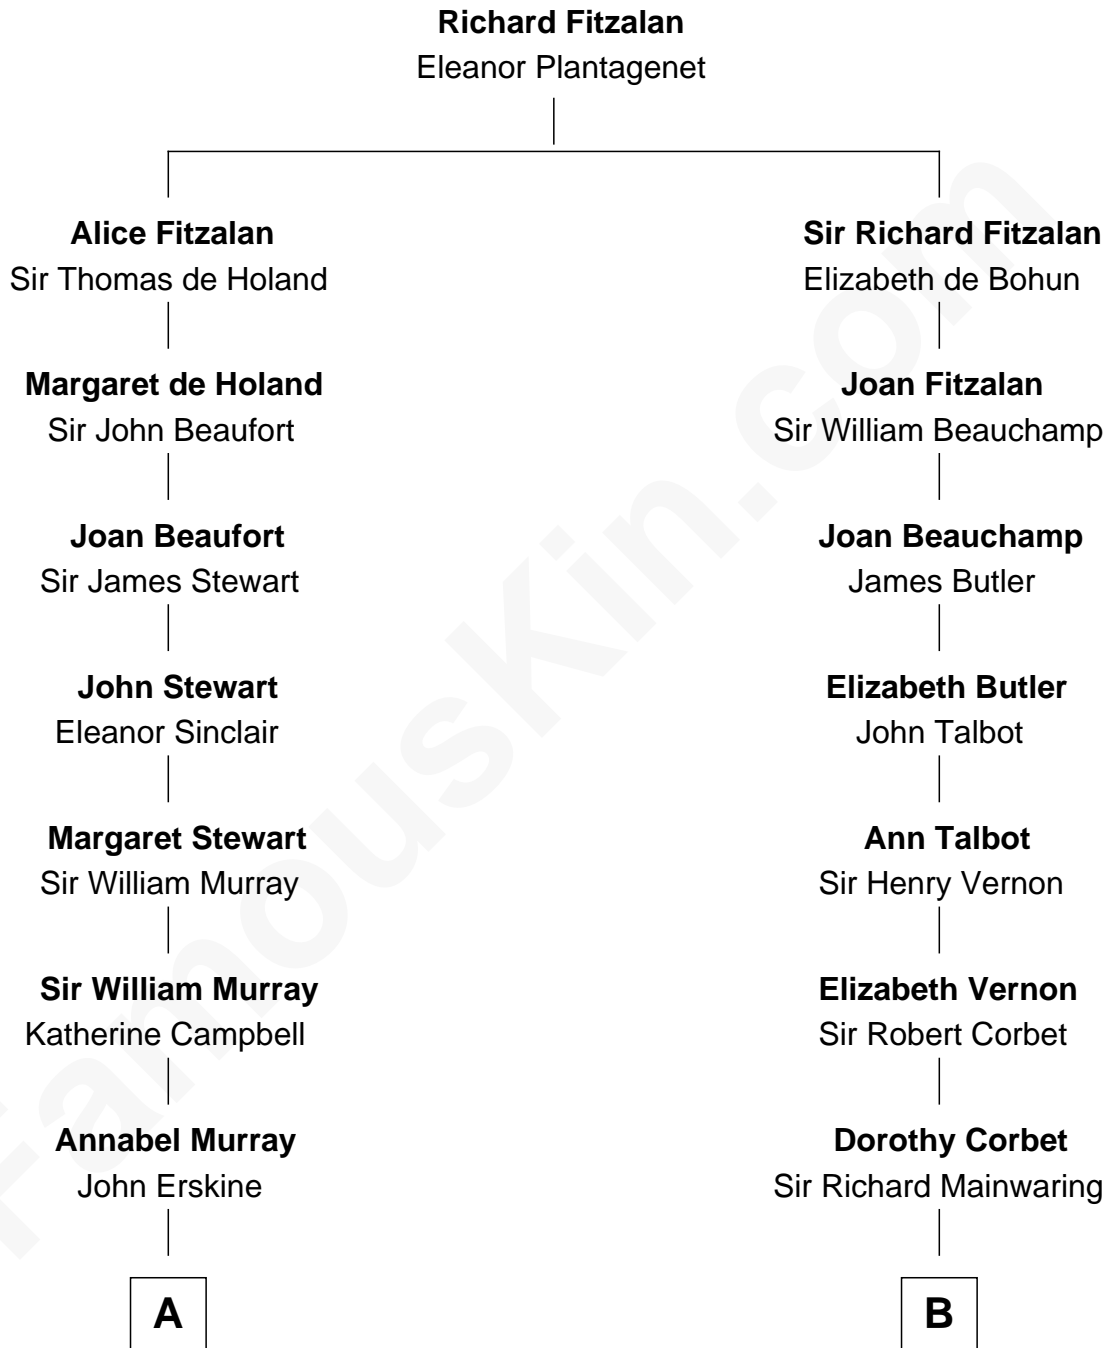 Richard Fitzalan
Eleanor Plantagenet
Alice Fitzalan
Sir Thomas de Holand
Sir Richard Fitzalan
Elizabeth de Bohun
Margaret de Holand
Sir John Beaufort
Joan Fitzalan
Sir William Beauchamp
Joan Beaufort
Sir James Stewart
Joan Beauchamp
James Butler
John Stewart
Eleanor Sinclair
Elizabeth Butler
John Talbot
Margaret Stewart
Sir William Murray
Ann Talbot
Sir Henry Vernon
Sir William Murray
Katherine Campbell
Elizabeth Vernon
Sir Robert Corbet
Annabel Murray
John Erskine
Dorothy Corbet
Sir Richard Mainwaring
A
B
FamousKin.com